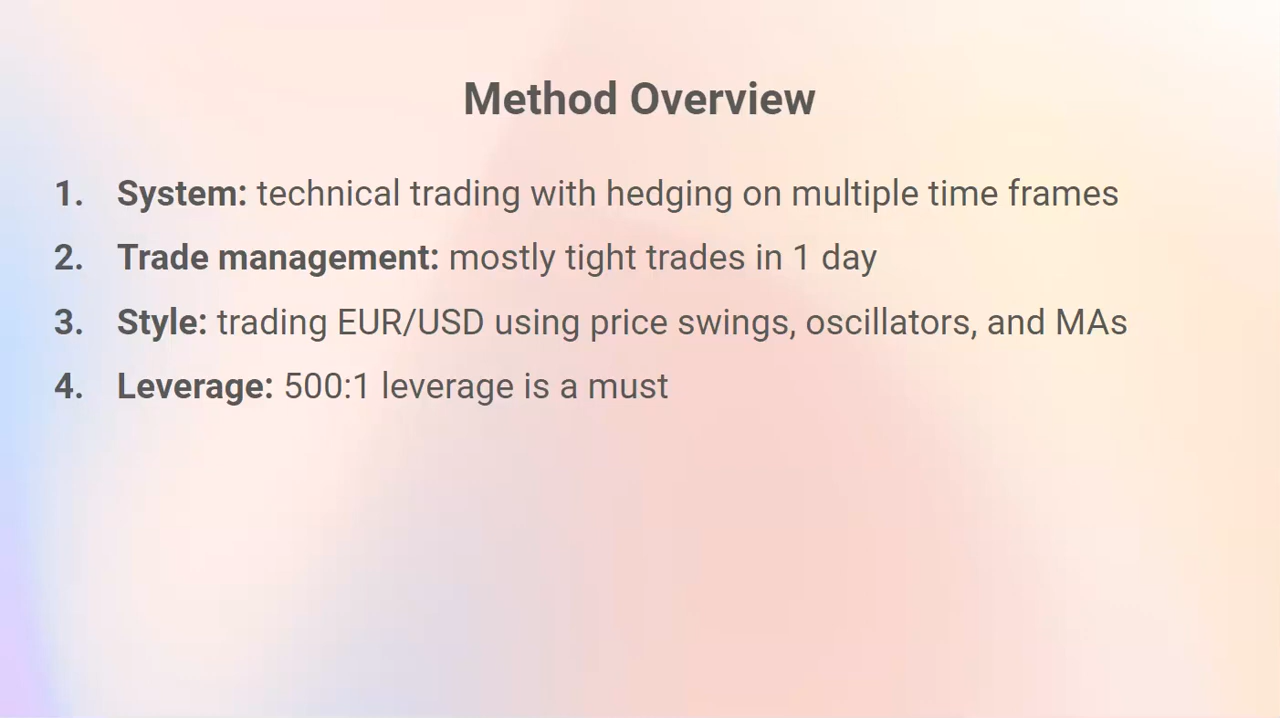 Method Overview
1. System: technical trading with hedging on multiple time frames
2. Trade management: mostly tight trades in 1 day
3. Style: trading EUR/USD using price swings, oscillators, and MAs
4. Leverage: 500:1 leverage is a must